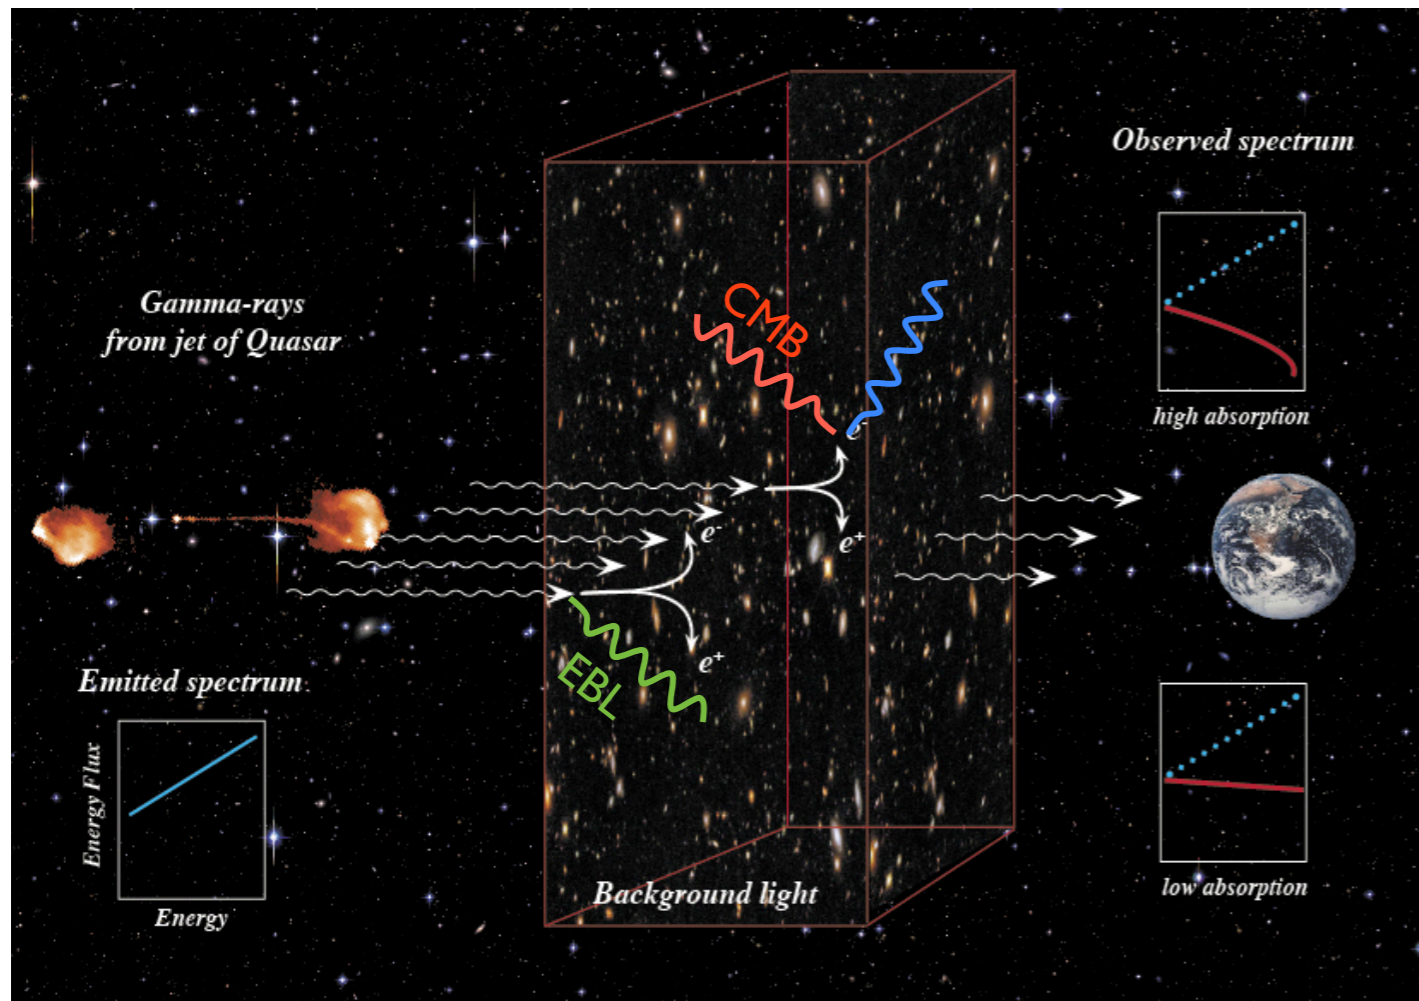 Observed spectrum
Gamma-rays
from jet of Quasar
CMB
high absorption
e-
e-
e+
e+
EBL
Emitted spectrum
Energy Flux
Energy
Background light
low absorption